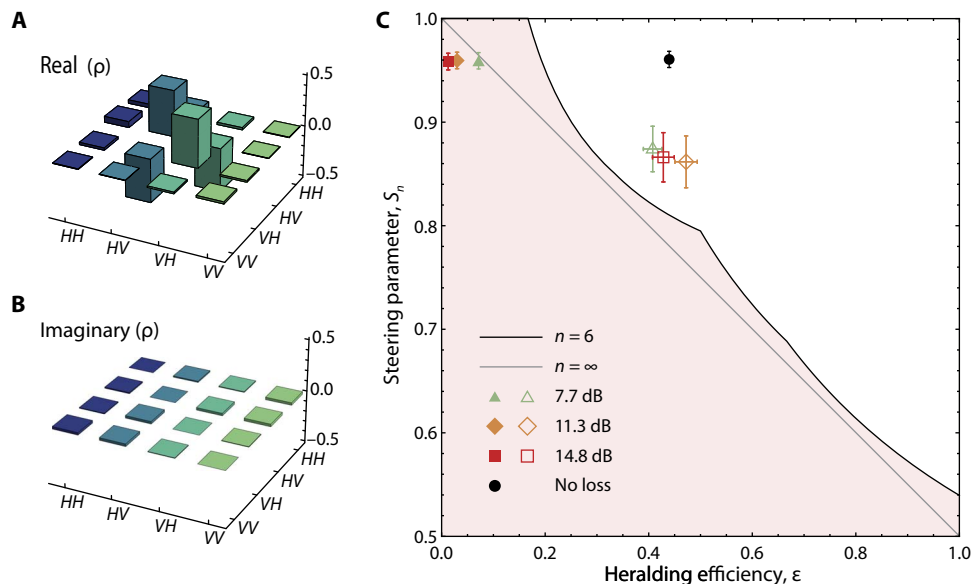 A
Real (ρ)
0.5
0.0
−0.5
HH
VH
HV
VV
HH
HV
VH
VV
B
Imaginary (ρ)
0.5
0.0
−0.5
HH
HV
VH
VV
HH
HV
VH
VV
C
Steering parameter, Sₙ
1.0
0.9
0.8
0.7
0.6
0.5
n = 6
n = ∞
7.7 dB
11.3 dB
14.8 dB
No loss
0.0 0.2 0.4 0.6 0.8 1.0
Heralding efficiency, ε